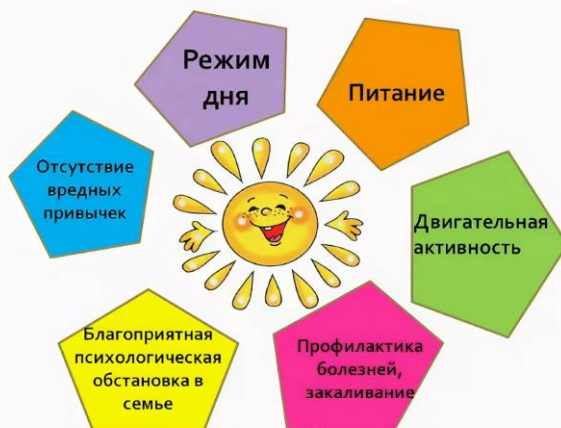 Режим
дня
Питание
Отсутствие
вредных
привычек
Двигательная
активность
Благоприятная
психологическая
обстановка в
семье
Профилактика
болезней,
закаливание